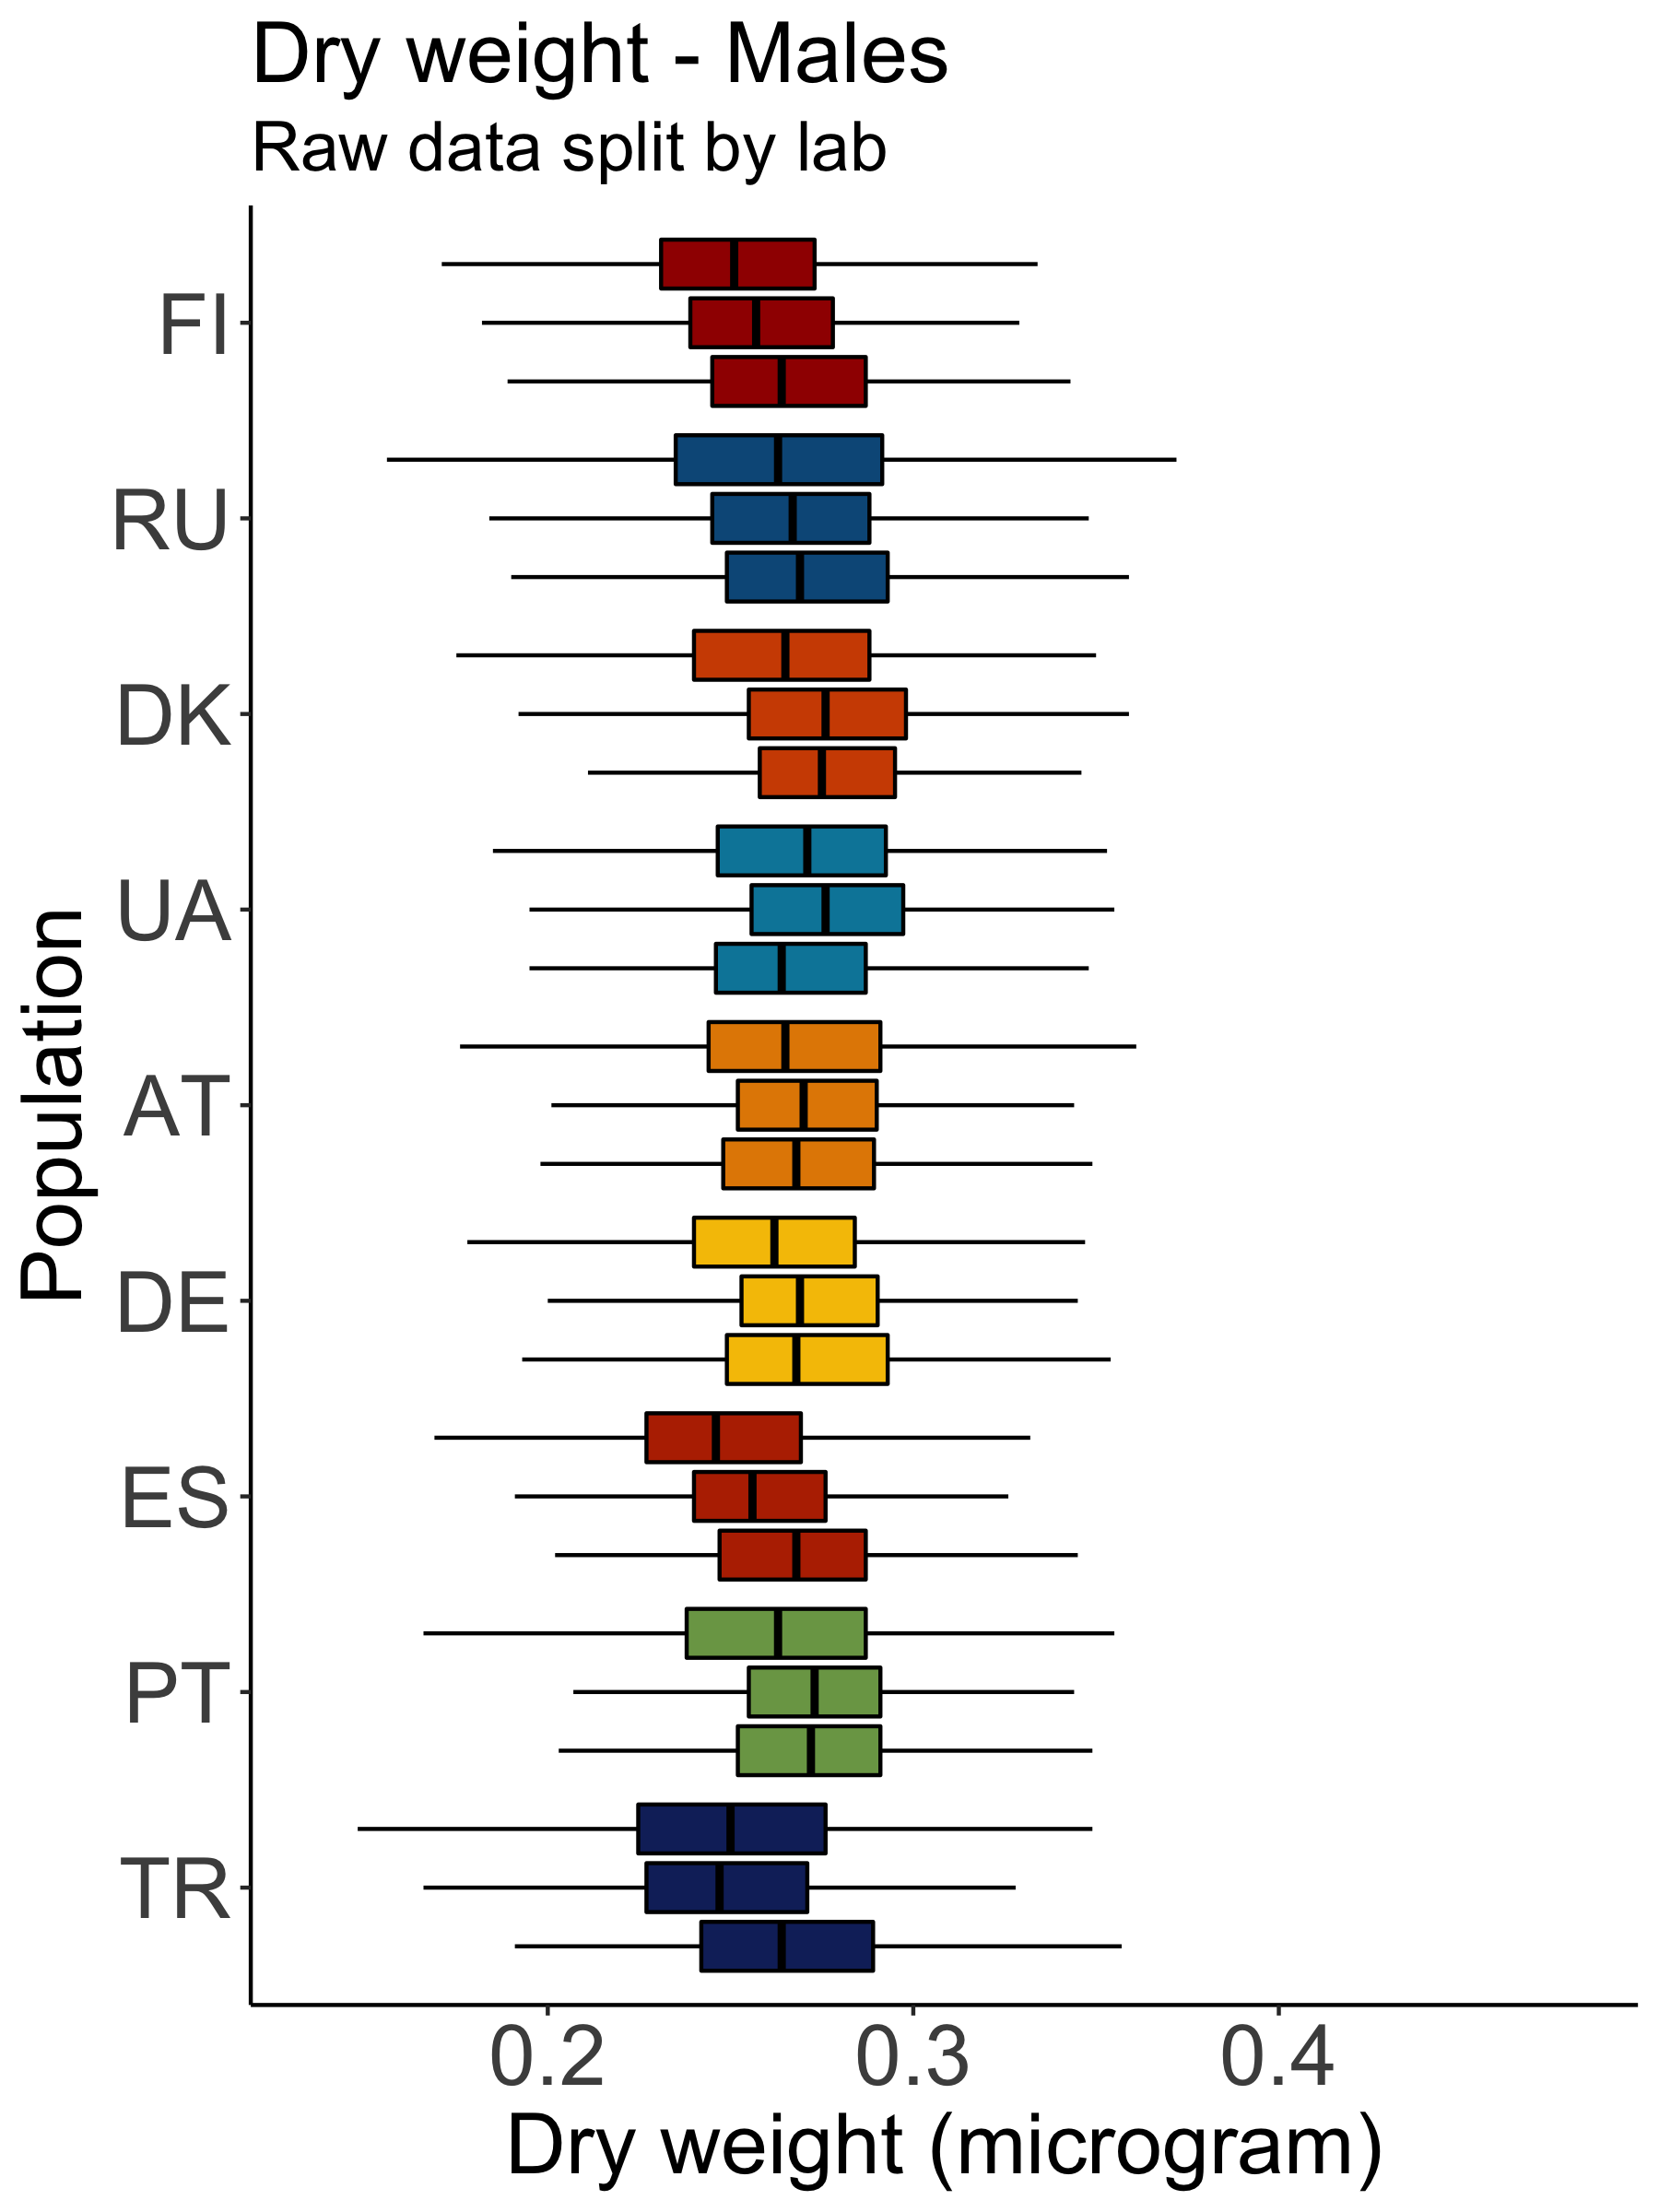 Dry weight - Males
Raw data split by lab
FI
RU
DK
UA
AT
DE
ES
PT
TR
Population
0.2 0.3 0.4
Dry weight (microgram)